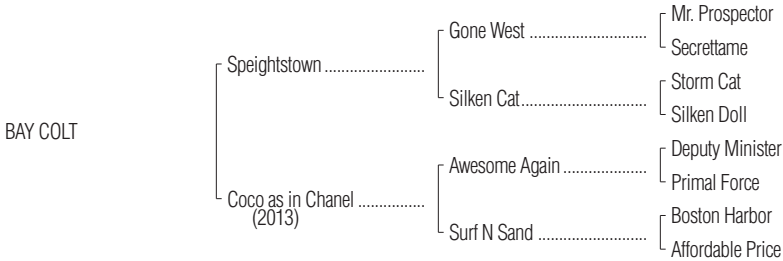 Mr. Prospector
Gone West ..........................
Secrettame
Speightstown ......................
Storm Cat
Silken Cat............................
Silken Doll
BAY COLT
Deputy Minister
Awesome Again ..................
Primal Force
Coco as in Chanel ...............
(2013)
Boston Harbor
Surf N Sand ........................
Affordable Price